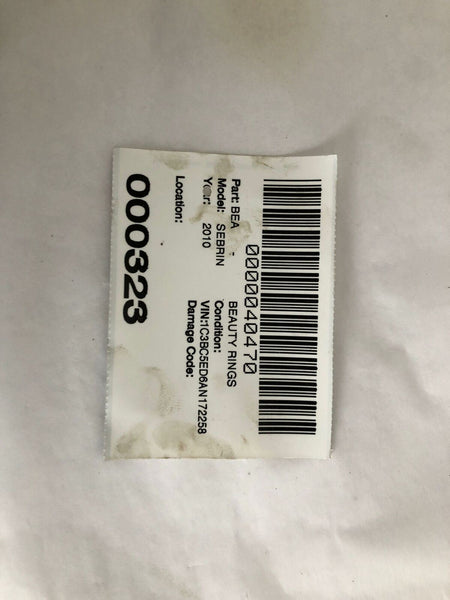 0000040470
Part: BEA - BEAUTY RINGS
Model: SEBRIN Condition:
Year: 2010 VIN:1C3BC5ED6AN172258
Damage Code:
Location:
000323